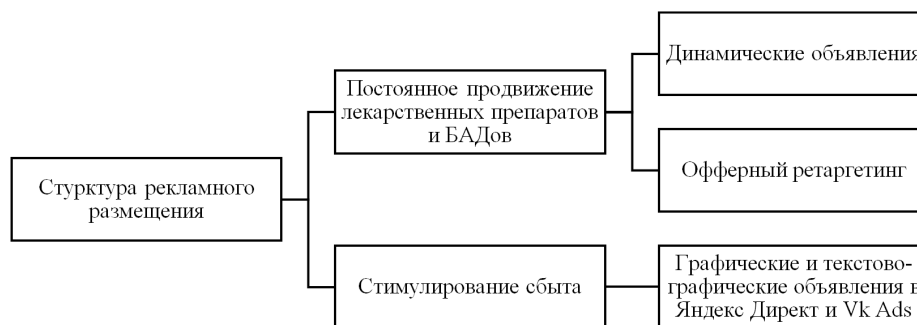 Стурктура рекламного
размещения
Постоянное продвижение
лекарственных препаратов
и БАДов
Динамические объявления
Офферный ретаргетинг
Стимулирование сбыта
Графические и текстово-
графические объявления в
Яндекс Директ и Vk Ads